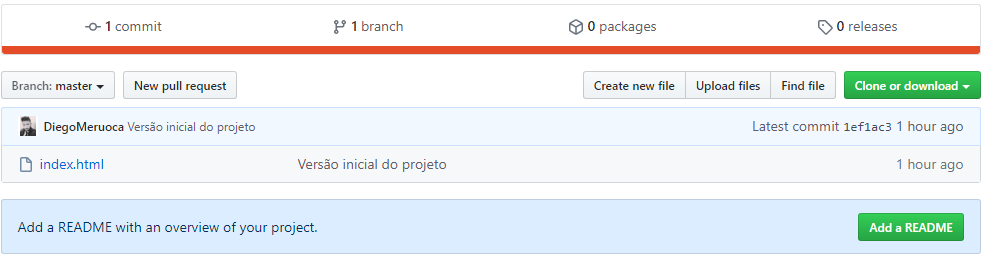 1 commit 1 branch 0 packages 0 releases
Branch: master New pull request Create new file Upload files Find file Clone or download
DiegoMeruoca Versão inicial do projeto Latest commit 1ef1ac3 1 hour ago
index.html Versão inicial do projeto 1 hour ago
Add a README with an overview of your project. Add a README